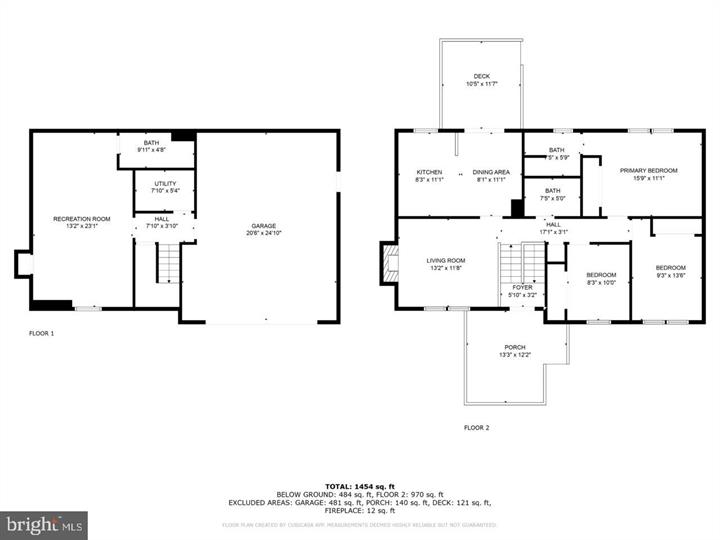 BATH
9'11" x 4'8"
UTILITY
7'10" x 5'4"
RECREATION ROOM
13'2" x 23'1"
HALL
7'10" x 3'10"
GARAGE
20'6" x 24'10"
FLOOR 1
DECK
10'5" x 11'7"
KITCHEN
8'3" x 11'1"
DINING AREA
8'1" x 11'1"
BATH
7'5" x 5'9"
PRIMARY BEDROOM
15'9" x 11'1"
BATH
7'5" x 5'0"
HALL
17'1" x 3'1"
LIVING ROOM
13'2" x 11'8"
FOYER
5'10" x 3'2"
BEDROOM
8'3" x 10'0"
BEDROOM
9'3" x 13'6"
PORCH
13'3" x 12'2"
FLOOR 2
TOTAL: 1454 sq. ft
BELOW GROUND: 484 sq. ft, FLOOR 2: 970 sq. ft
EXCLUDED AREAS: GARAGE: 481 sq. ft, PORCH: 140 sq. ft, DECK: 121 sq. ft,
FIREPLACE: 12 sq. ft
FLOOR PLAN CREATED BY CUBICASA APP. MEASUREMENTS DEEMED HIGHLY RELIABLE BUT NOT GUARANTEED.
bright MLS